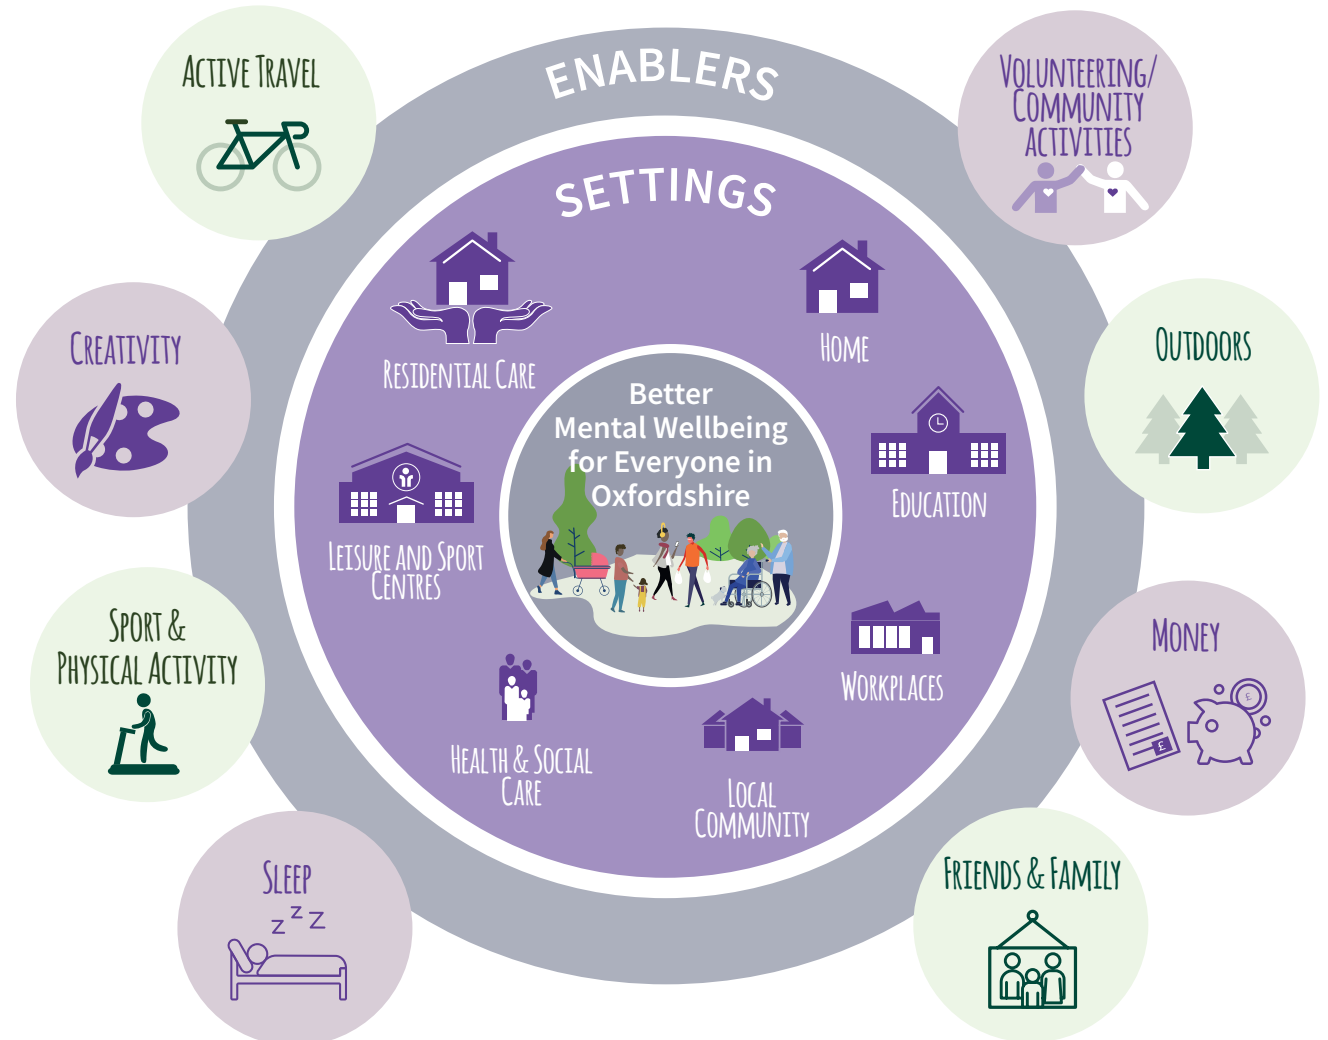 ENABLERS
SETTINGS
ACTIVE TRAVEL
VOLUNTEERING/
COMMUNITY
ACTIVITIES
CREATIVITY
OUTDOORS
SPORT &
PHYSICAL ACTIVITY
MONEY
£
£
SLEEP
z z Z
FRIENDS & FAMILY
RESIDENTIAL CARE
HOME
LEISURE AND SPORT
CENTRES
EDUCATION
HEALTH & SOCIAL
CARE
WORKPLACES
LOCAL
COMMUNITY
Better
Mental Wellbeing
for Everyone in
Oxfordshire